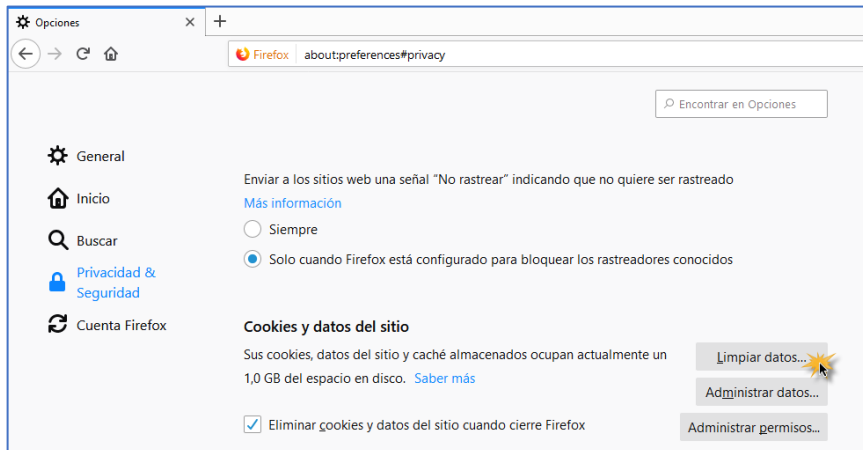 Opciones
Firefox about:preferences#privacy
Encontrar en Opciones
General
Inicio
Buscar
Privacidad &
Seguridad
Cuenta Firefox
Enviar a los sitios web una señal “No rastrear” indicando que no quiere ser rastreado
Más información
Siempre
Solo cuando Firefox está configurado para bloquear los rastreadores conocidos
Cookies y datos del sitio
Sus cookies, datos del sitio y caché almacenados ocupan actualmente un
1,0 GB del espacio en disco. Saber más
Limpiar datos...
Administrar datos...
Eliminar cookies y datos del sitio cuando cierre Firefox
Administrar permisos...